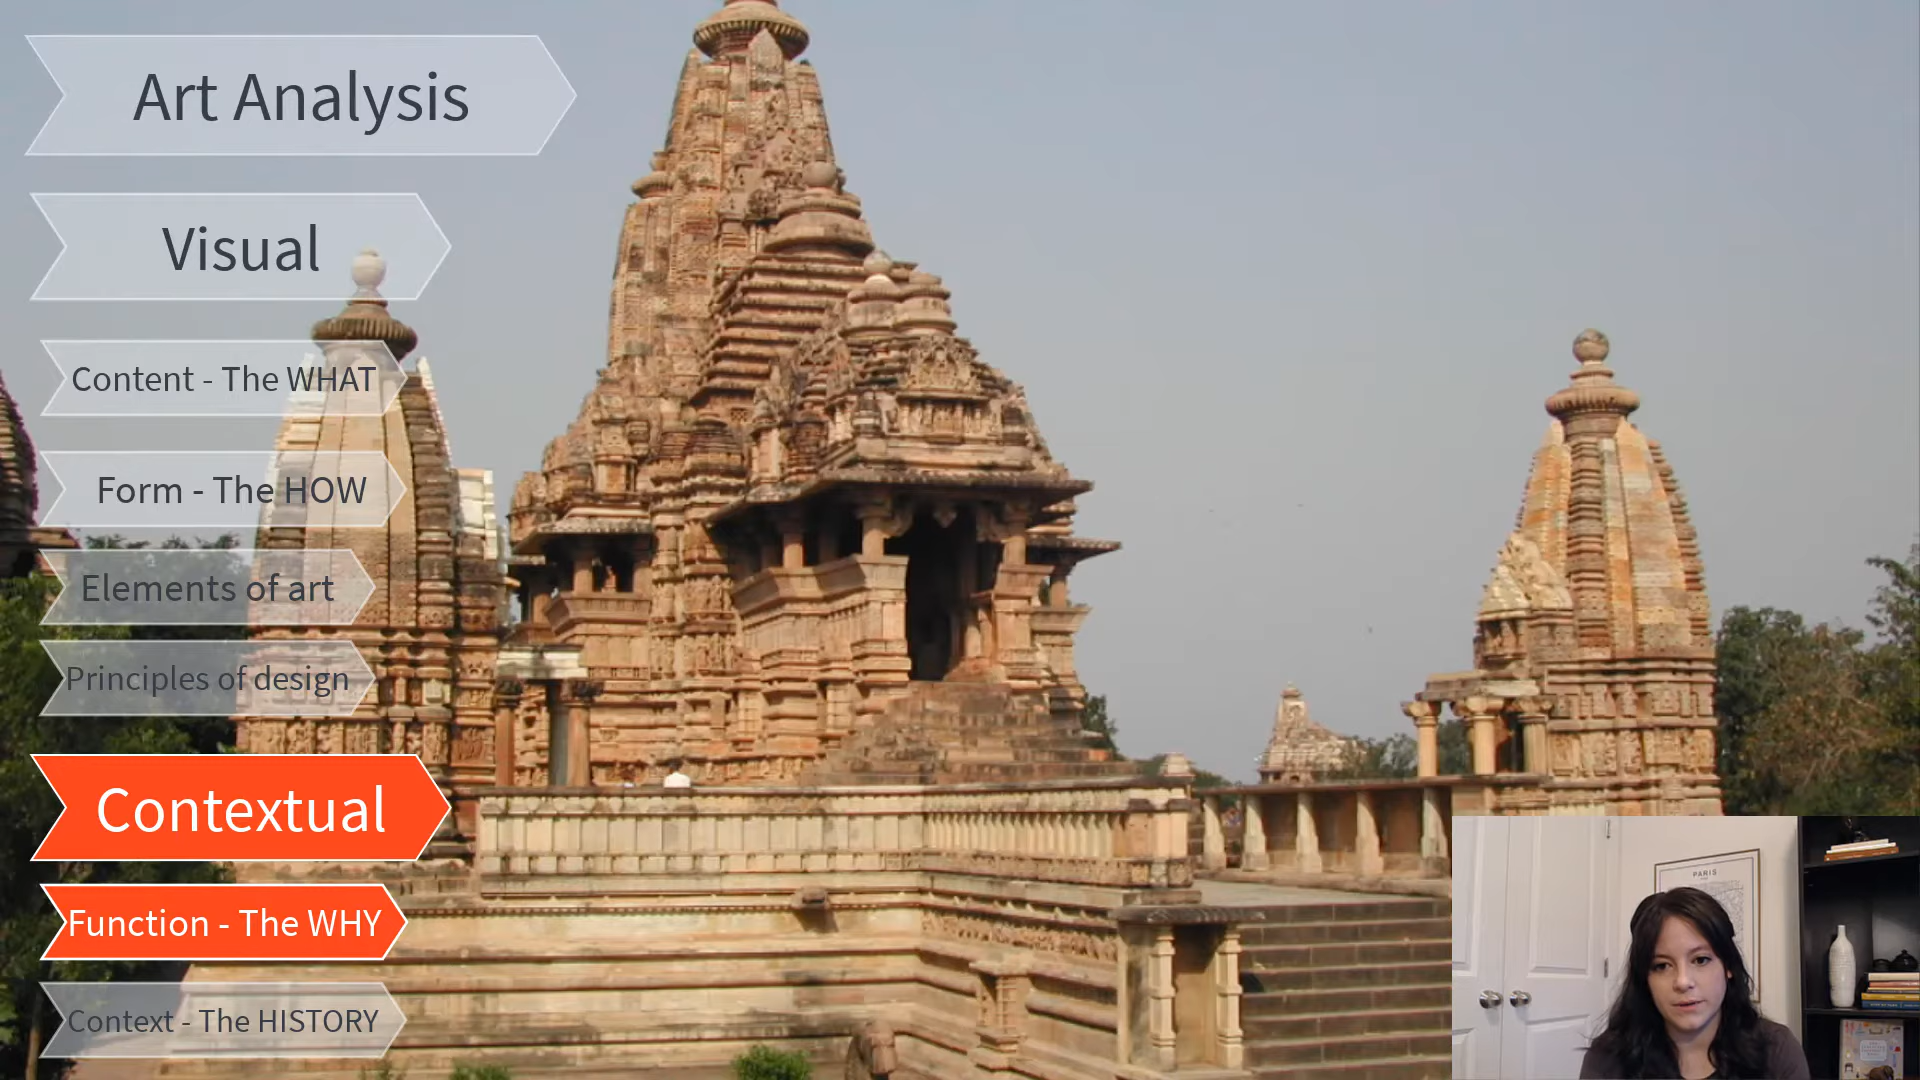 Art Analysis
Visual
Content - The WHAT
Form - The HOW
Elements of art
Principles of design
Contextual
Function - The WHY
Context - The HISTORY
PARIS